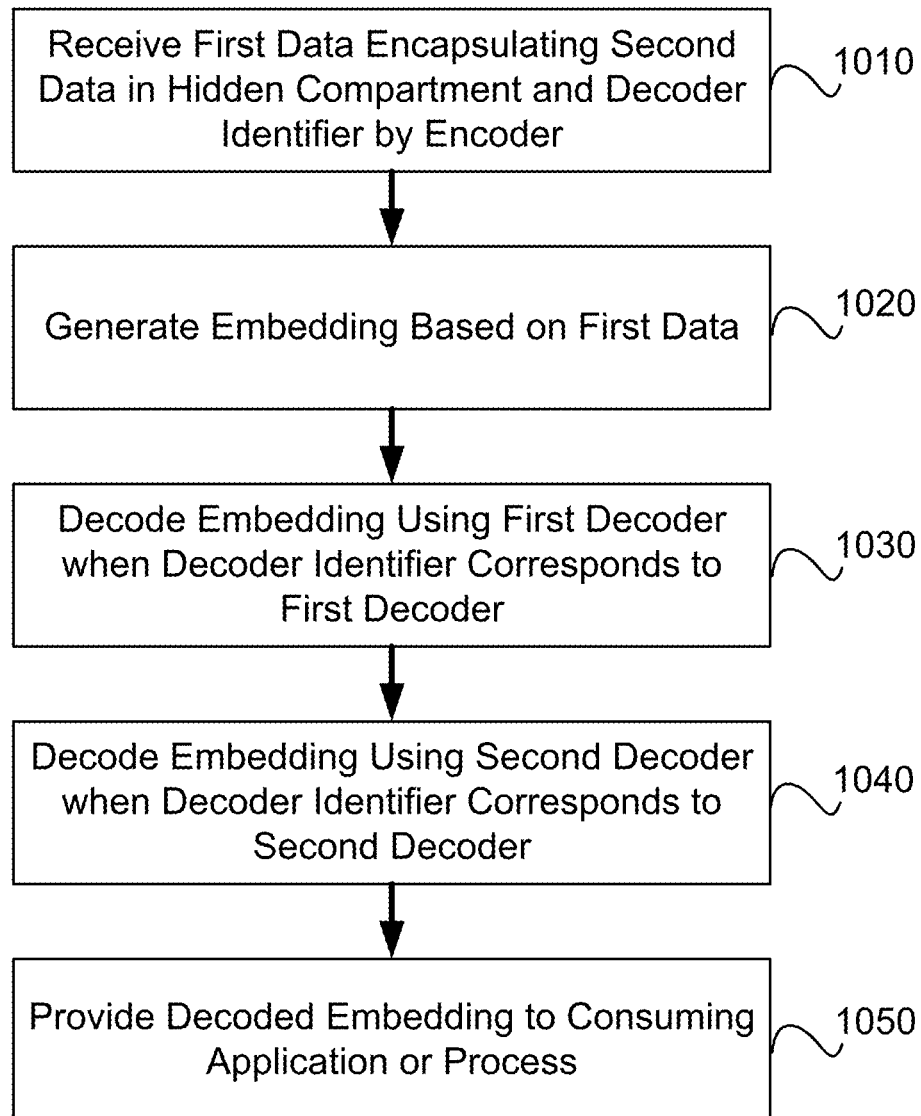 Receive First Data Encapsulating Second
Data in Hidden Compartment and Decoder
Identifier by Encoder
1010
Generate Embedding Based on First Data
1020
Decode Embedding Using First Decoder
when Decoder Identifier Corresponds to
First Decoder
1030
Decode Embedding Using Second Decoder
when Decoder Identifier Corresponds to
Second Decoder
1040
Provide Decoded Embedding to Consuming
Application or Process
1050